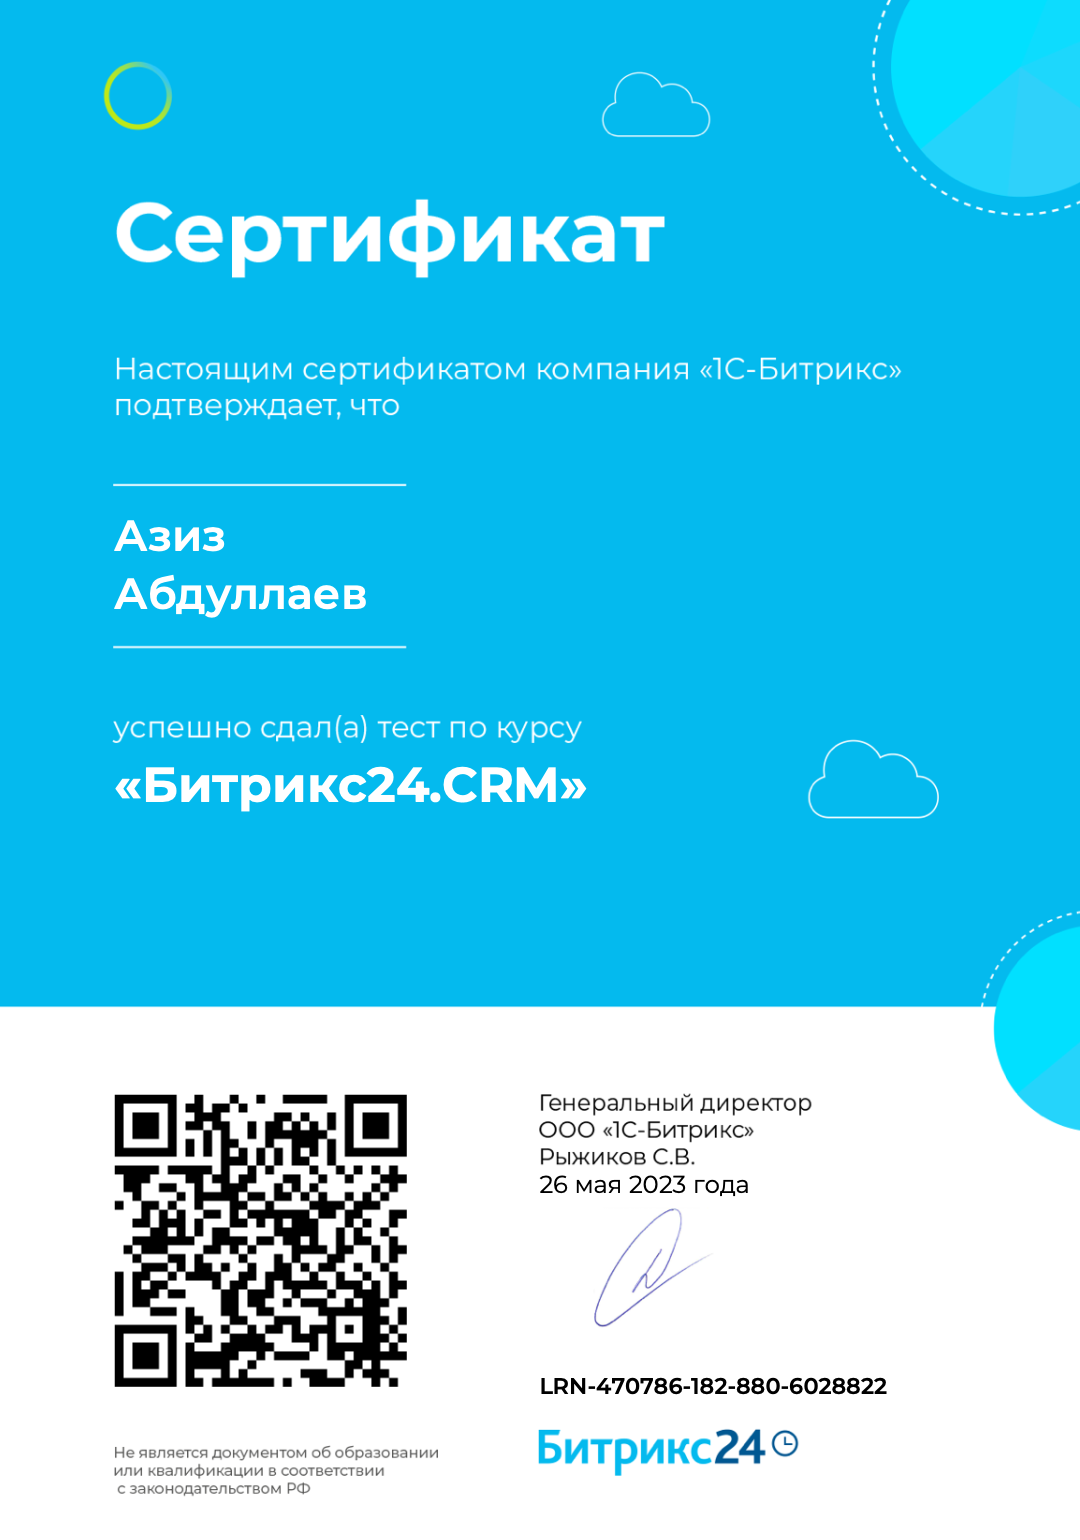 Сертификат
Настоящим сертификатом компания «1С-Битрикс»
подтверждает, что
Азиз
Абдуллаев
успешно сдал(а) тест по курсу
«Битрикс24.CRM»
Генеральный директор
ООО «1С-Битрикс»
Рыжиков С.В.
26 мая 2023 года
LRN-470786-182-880-6028822
Битрикс24
Не является документом об образовании
или квалификации в соответствии
с законодательством РФ